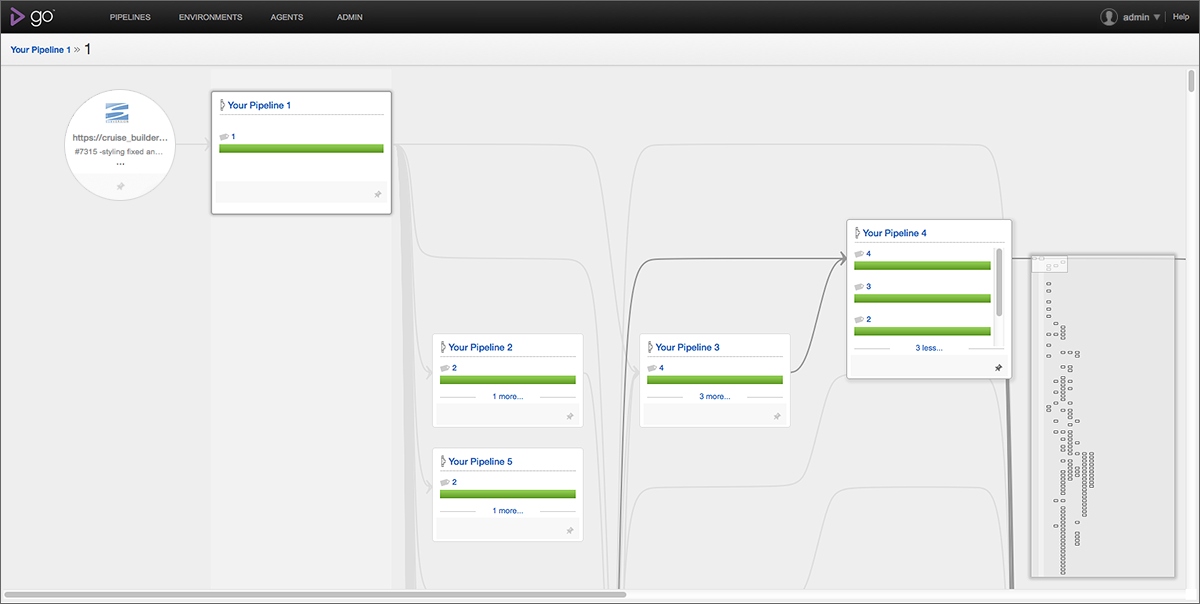 go™
PIPELINES ENVIRONMENTS AGENTS ADMIN
admin Help
Your Pipeline 1 » 1
https://cruise_builder...
#7315 -styling fixed an...
...
Your Pipeline 1
1
Your Pipeline 4
4
3
2
3 less...
Your Pipeline 2
2
1 more...
Your Pipeline 3
4
3 more...
Your Pipeline 5
2
1 more...